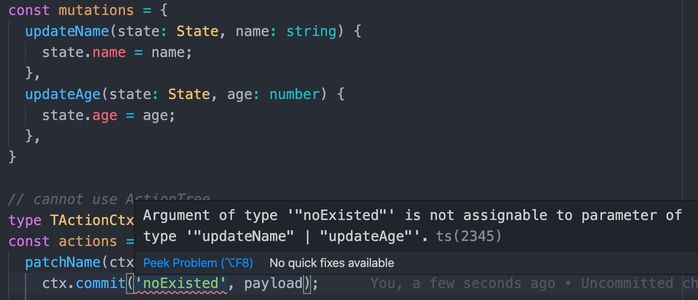 const mutations = {
updateName(state: State, name: string) {
state.name = name;
},
updateAge(state: State, age: number) {
state.age = age;
},
}
// cannot use ActionTree
type TActionCtx
Argument of type '"noExisted"' is not assignable to parameter of
type '"updateName" | "updateAge"'. ts(2345)
const actions =
patchName(ctx
Peek Problem (⌥F8) No quick fixes available
ctx.commit('noExisted', payload); You, a few seconds ago • Uncommitted ch